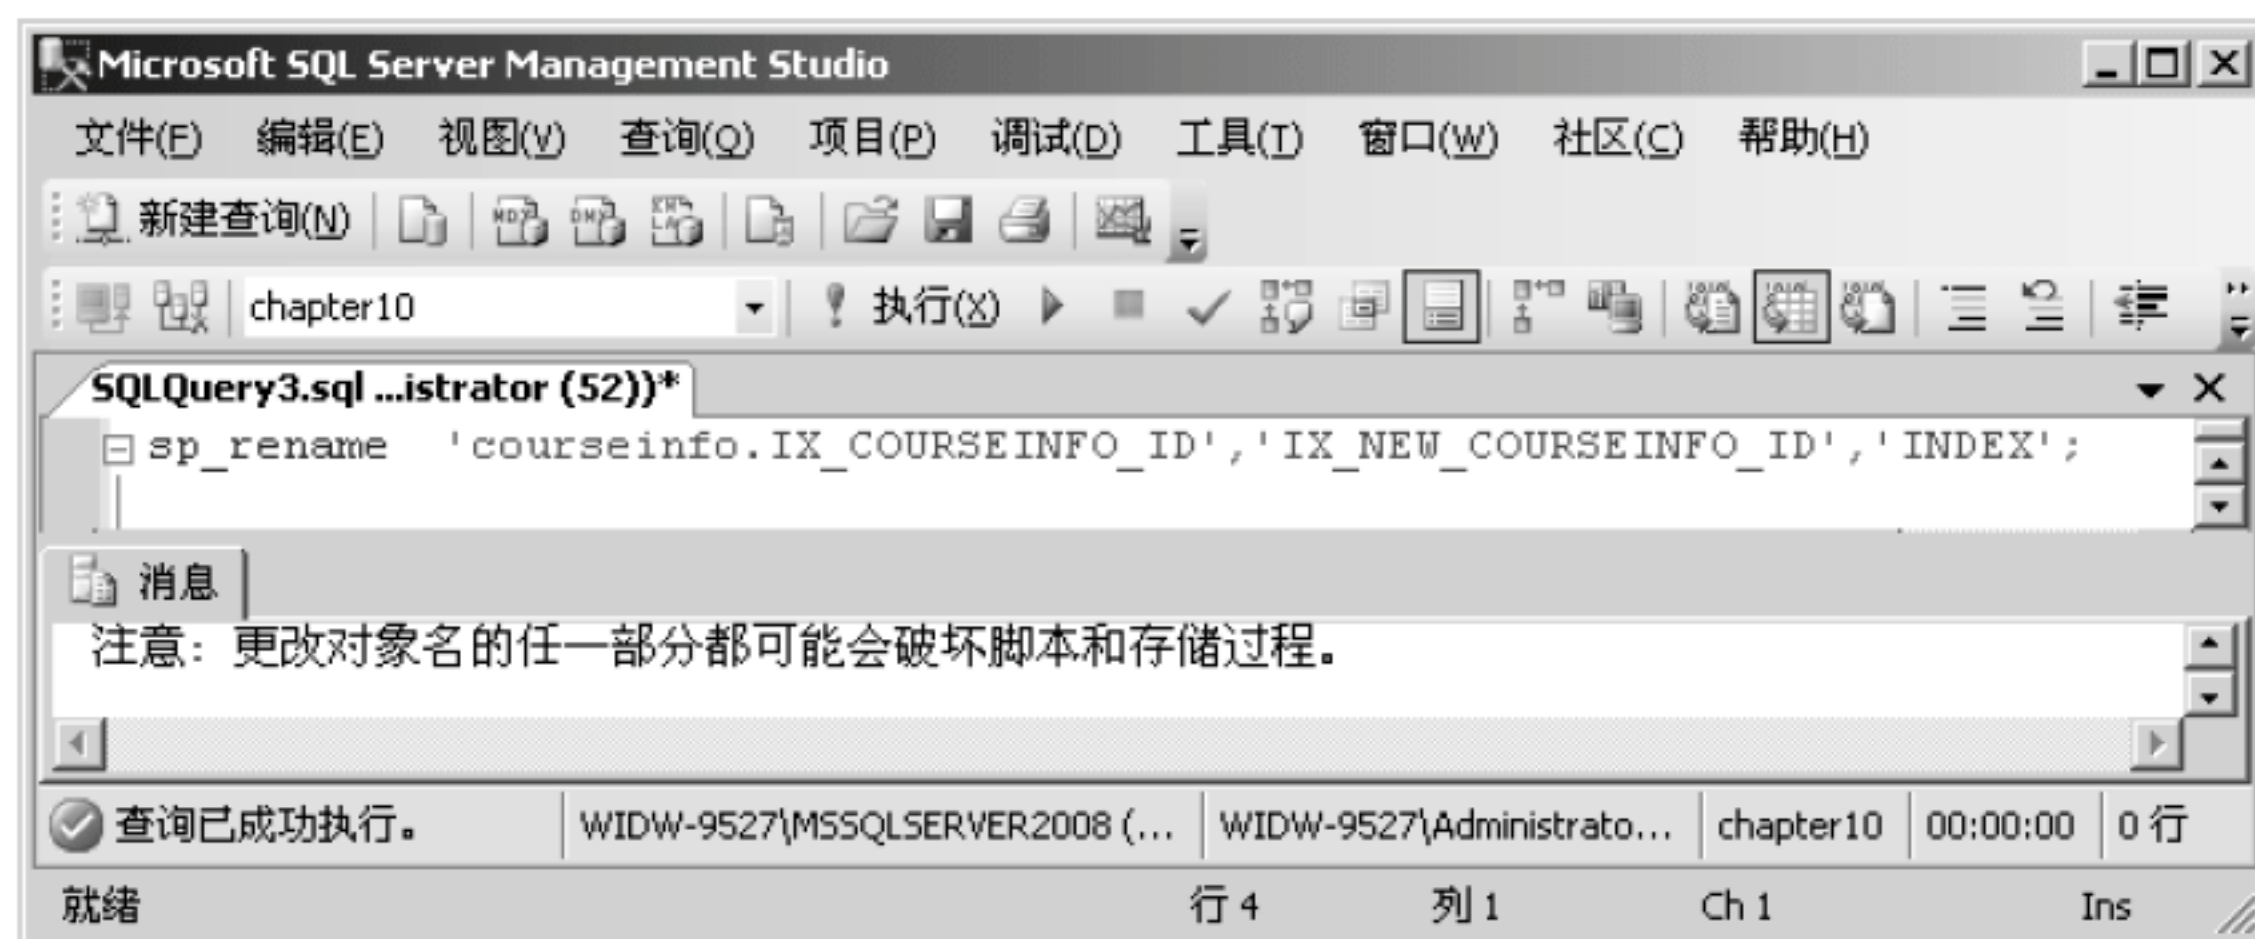 Microsoft SQL Server Management Studio
文件(F) 编辑(E) 视图(V) 查询(Q) 项目(P) 调试(D) 工具(T) 窗口(W) 社区(C) 帮助(H)
新建查询(N)
chapter10 执行(X)
SQLQuery3.sql ...istrator (52))*
sp_rename 'courseinfo.IX_COURSEINFO_ID','IX_NEW_COURSEINFO_ID','INDEX';
消息
注意: 更改对象名的任一部分都可能会破坏脚本和存储过程。
查询已成功执行。 WIDW-9527\MSSQLSERVER2008 (... WIDW-9527\Administrato... chapter10 00:00:00 0 行
就绪 行 4 列 1 Ch 1 Ins